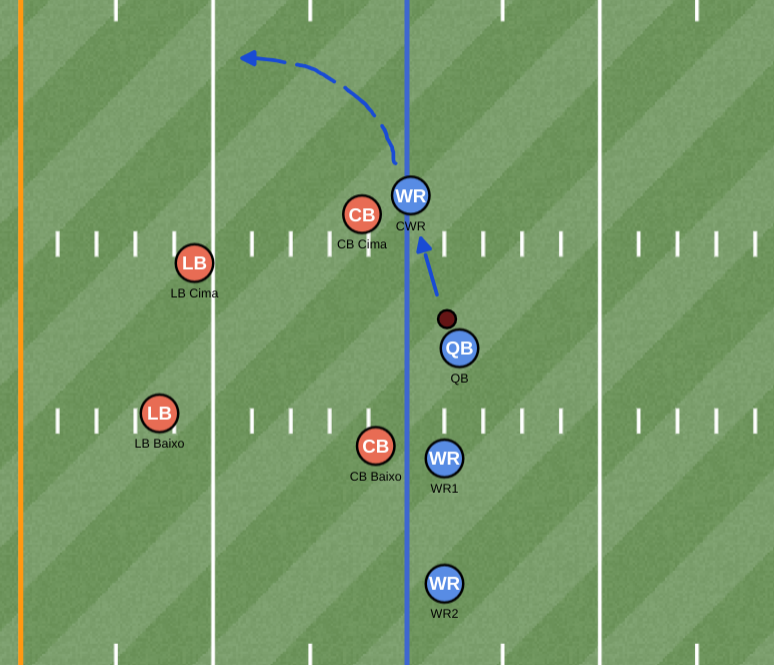 WR
CWR
CB
CB Cima
LB
LB Cima
QB
QB
LB
LB Baixo
CB
CB Baixo
WR
WR1
WR
WR2